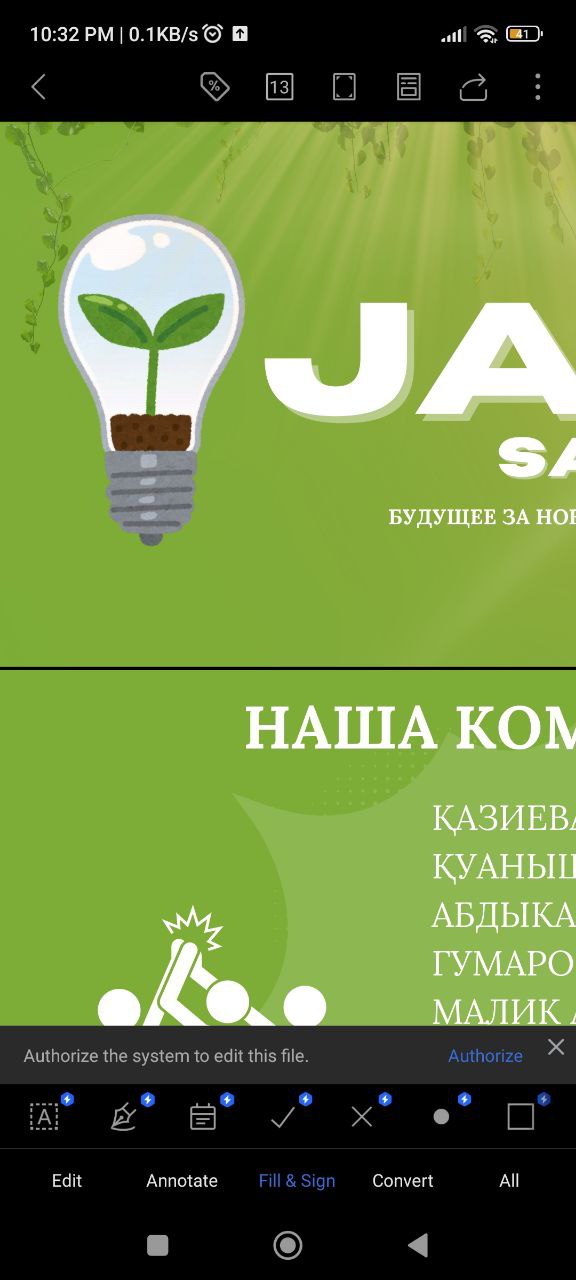 10:32 PM | 0.1KB/s
41
%
13
JA
SA
БУДУЩЕЕ ЗА НОВ
НАША КОМ
ҚАЗИЕВА
ҚУАНЫШ
АБДЫКА
ГУМАРО
МАЛИК А
Authorize the system to edit this file.
Authorize
A
Edit
Annotate
Fill & Sign
Convert
All